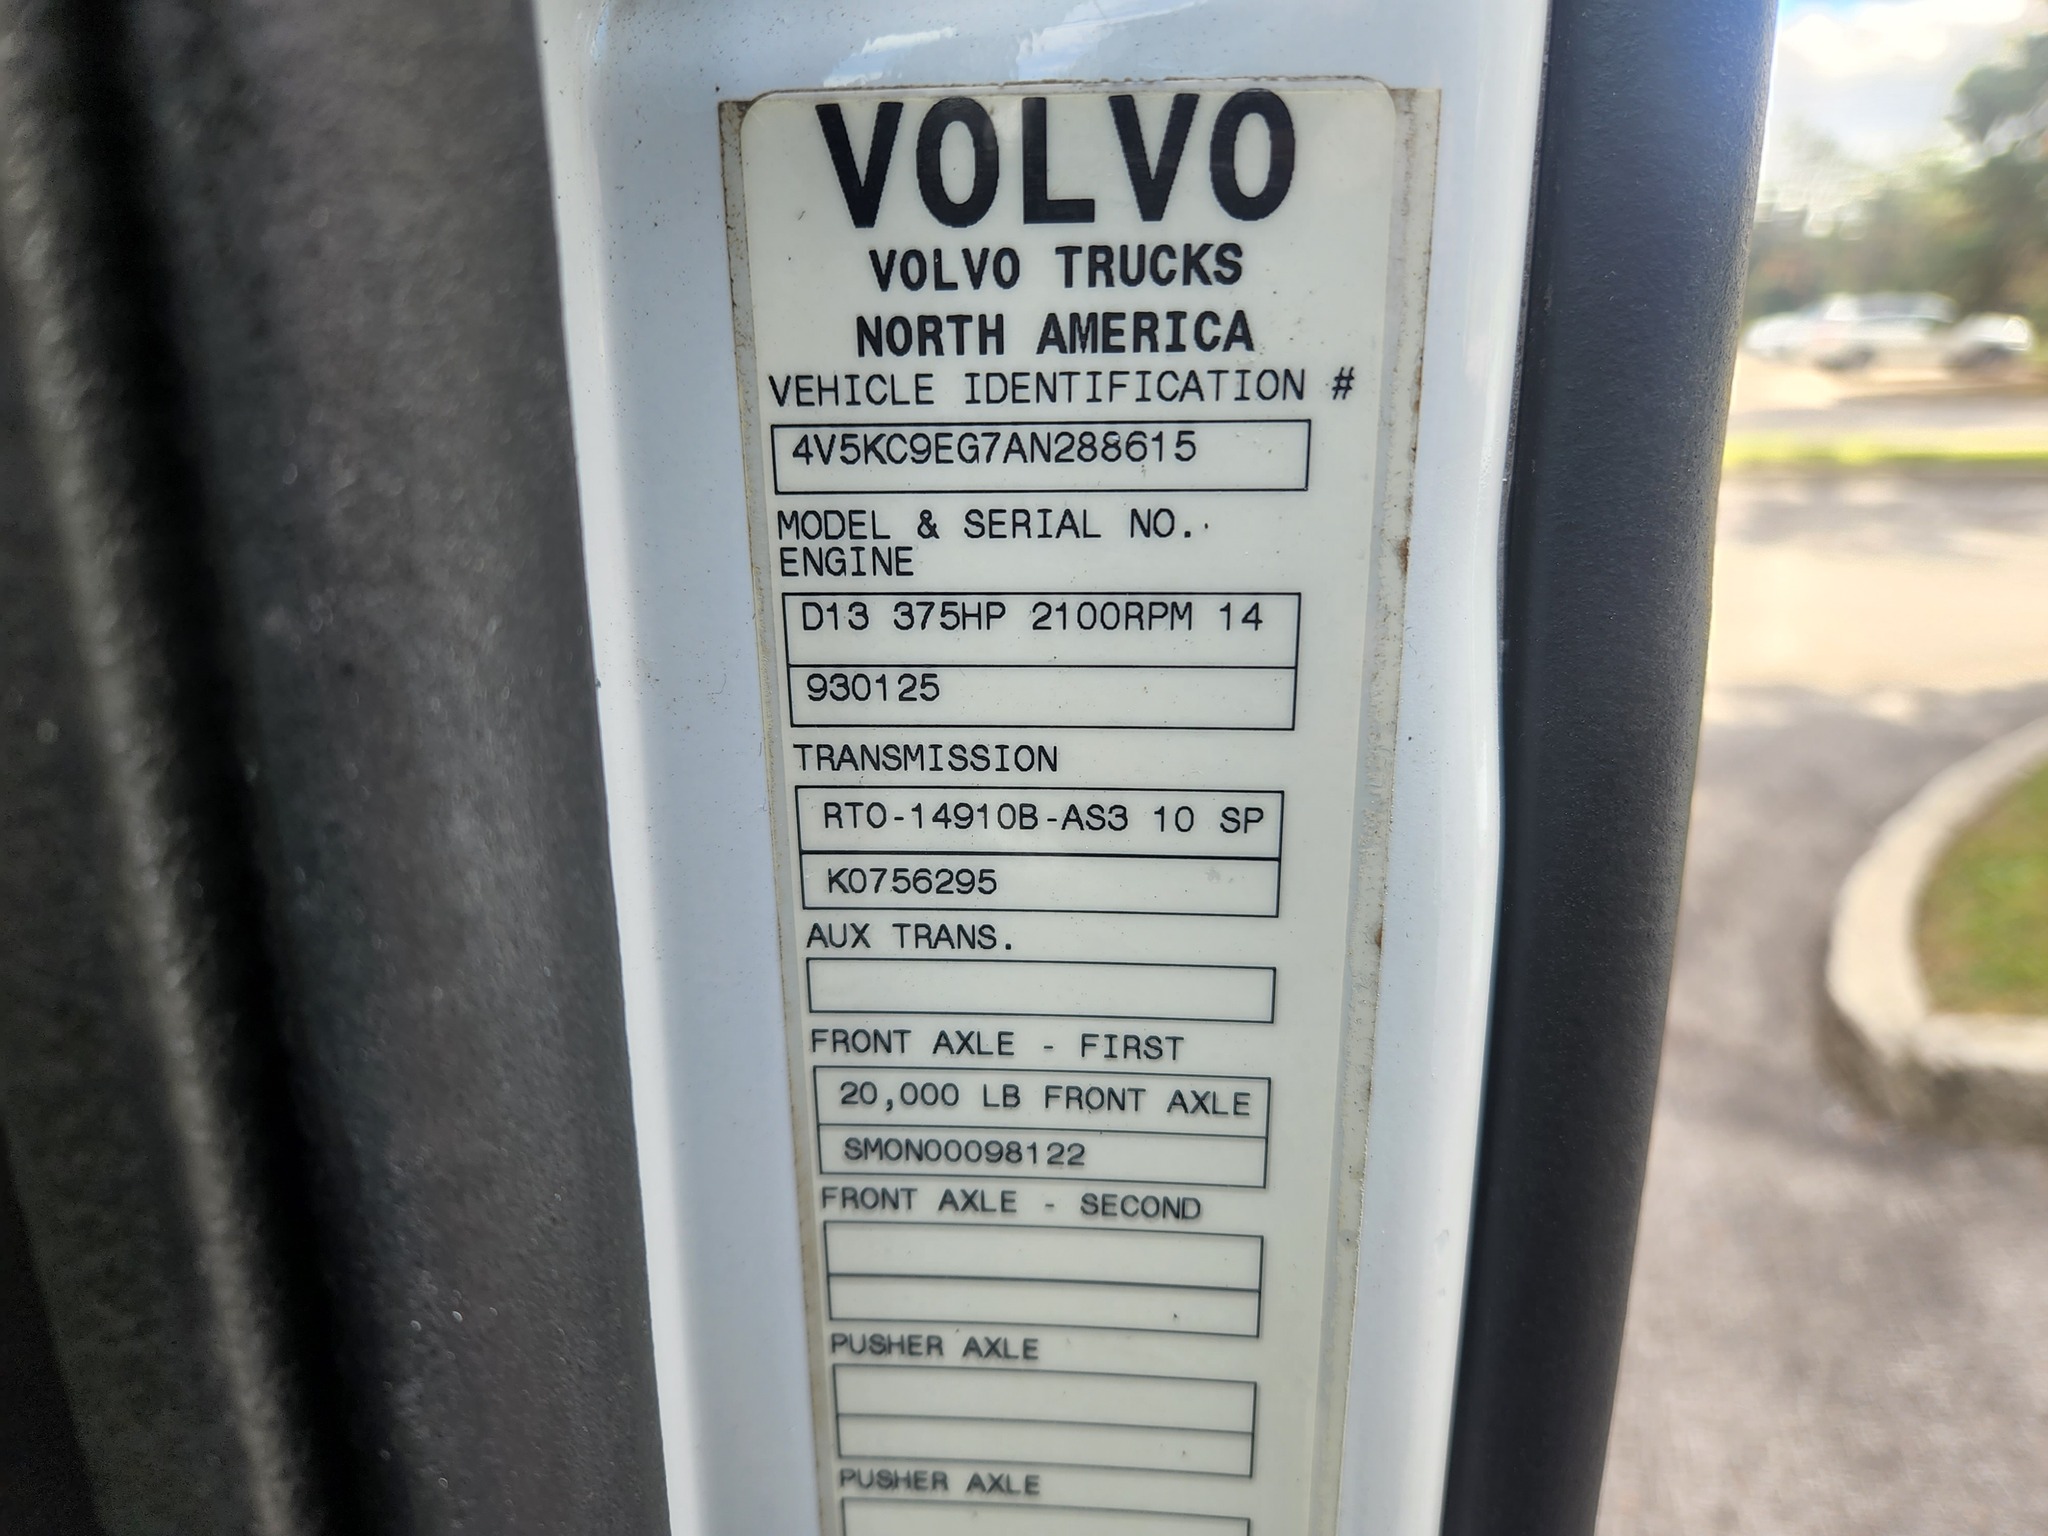 VOLVO
VOLVO TRUCKS
NORTH AMERICA
VEHICLE IDENTIFICATION #
4V5KC9EG7AN288615
MODEL & SERIAL NO.
ENGINE
D13 375HP 2100RPM 14
930125
TRANSMISSION
RTO-14910B-AS3 10 SP
K0756295
AUX TRANS.
FRONT AXLE - FIRST
20,000 LB FRONT AXLE
SMON00098122
FRONT AXLE - SECOND
PUSHER AXLE
PUSHER AXLE